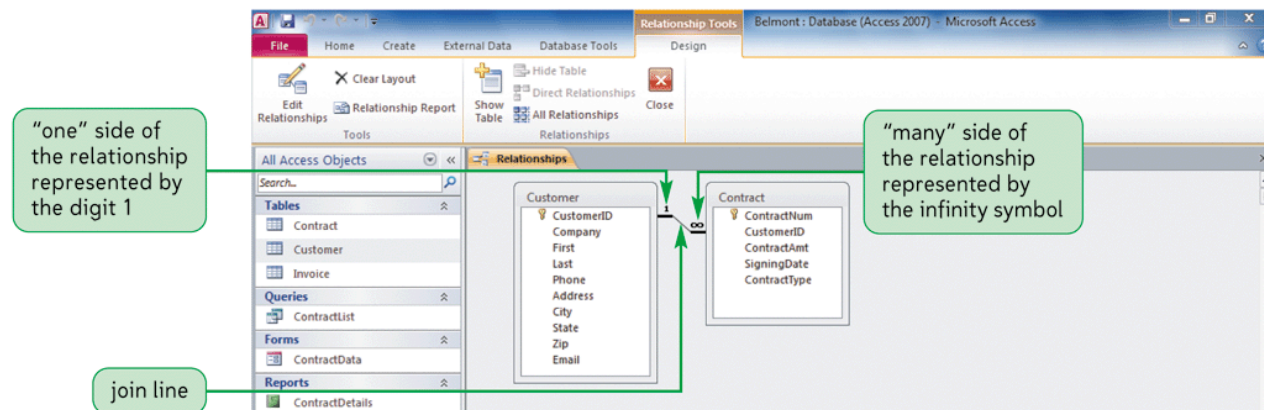 Relationship Tools
Belmont : Database (Access 2007) - Microsoft Access
File Home Create External Data Database Tools Design
Edit Relationships
Clear Layout
Relationship Report
Tools
Show Table
Hide Table
Direct Relationships
All Relationships
Close
Relationships
"one" side of
the relationship
represented by
the digit 1
"many" side of
the relationship
represented by
the infinity symbol
join line
All Access Objects
Search...
Tables
Contract
Customer
Invoice
Queries
ContractList
Forms
ContractData
Reports
ContractDetails
Relationships
Customer
CustomerID
Company
First
Last
Phone
Address
City
State
Zip
Email
1
∞
Contract
ContractNum
CustomerID
ContractAmt
SigningDate
ContractType